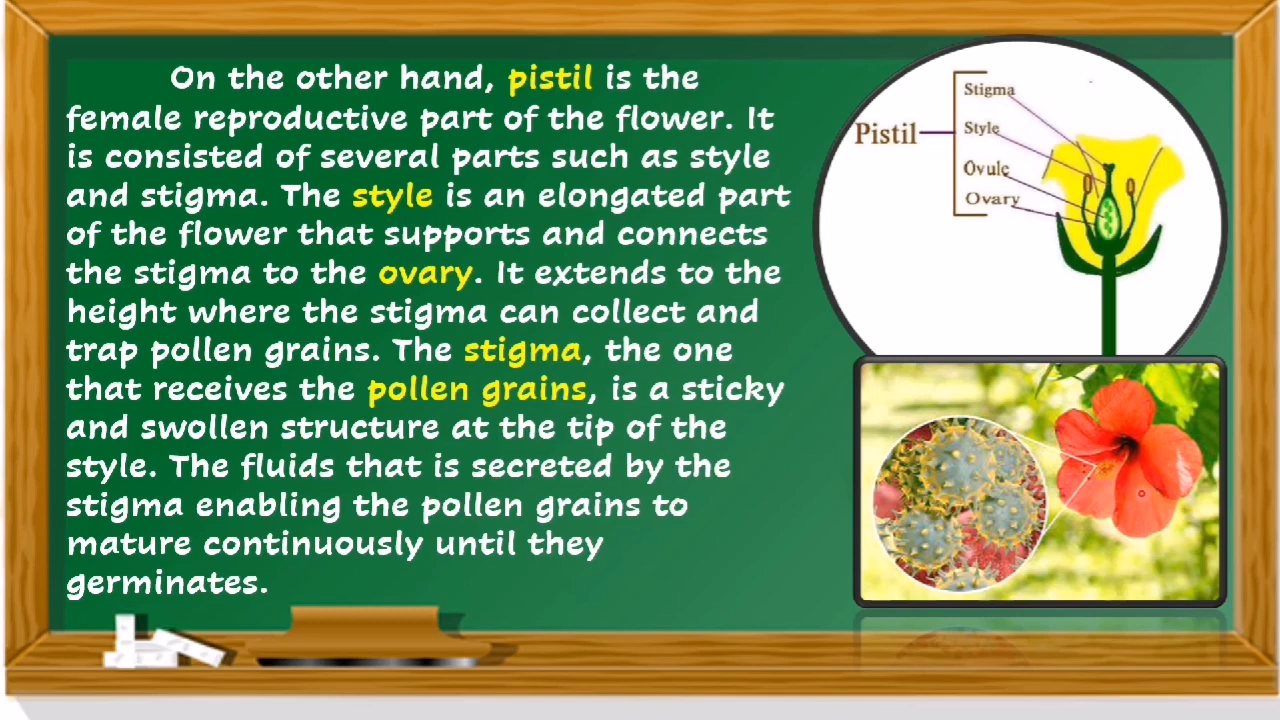 On the other hand, pistil is the
female reproductive part of the flower. It
is consisted of several parts such as style
and stigma. The style is an elongated part
of the flower that supports and connects
the stigma to the ovary. It extends to the
height where the stigma can collect and
trap pollen grains. The stigma, the one
that receives the pollen grains, is a sticky
and swollen structure at the tip of the
style. The fluids that is secreted by the
stigma enabling the pollen grains to
mature continuously until they
germinates.
Pistil
Stigma
Style
Ovule
Ovary